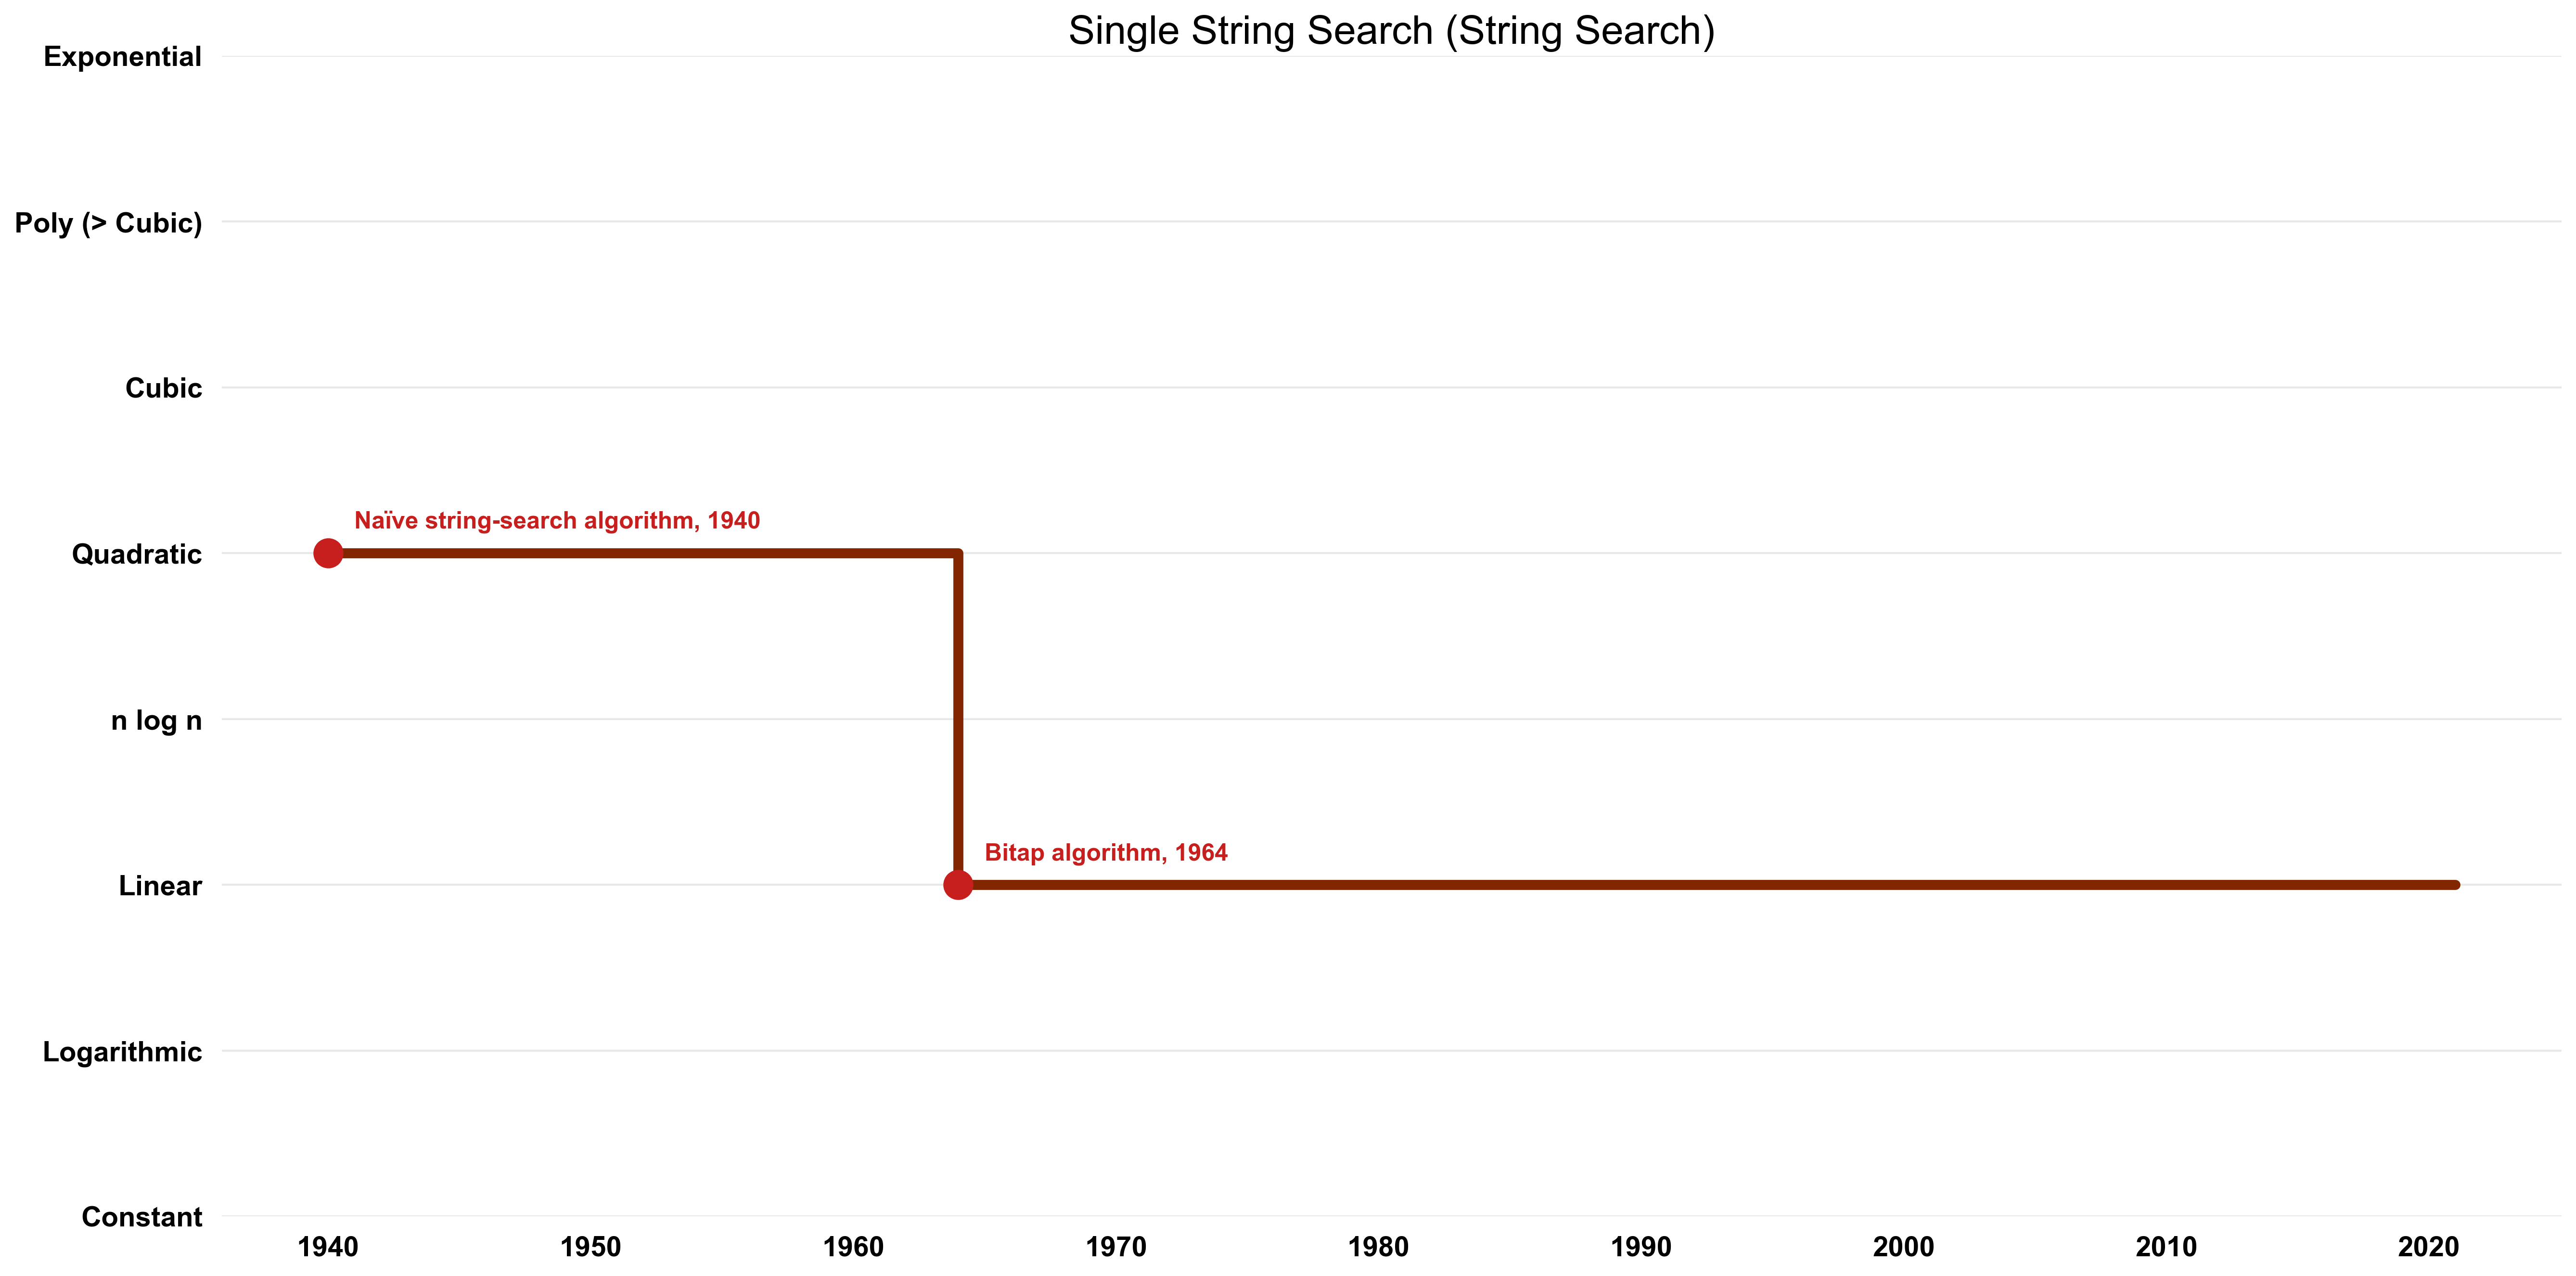 Single String Search (String Search)
Exponential
Poly (> Cubic)
Cubic
Naïve string-search algorithm, 1940
Quadratic
n log n
Bitap algorithm, 1964
Linear
Logarithmic
Constant
1940 1950 1960 1970 1980 1990 2000 2010 2020